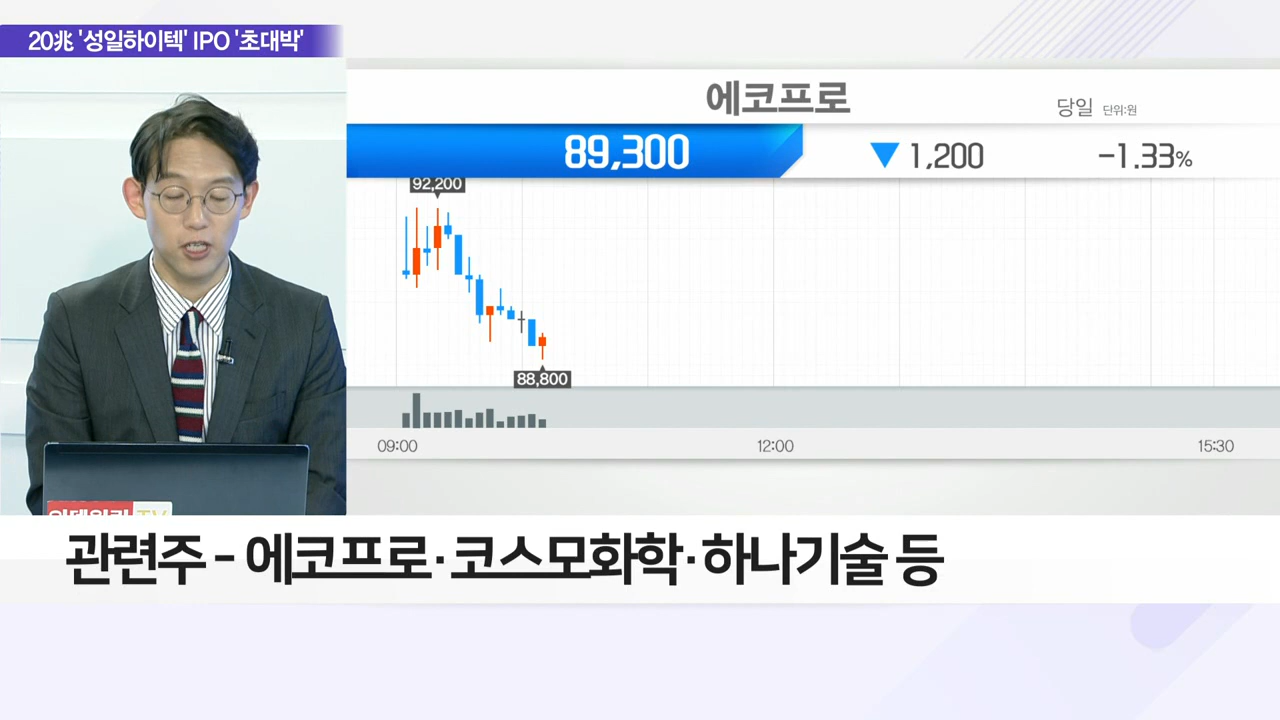 20兆 '성일하이텍' IPO '초대박'
에코프로
당일 단위:원
89,300 ▼ 1,200 -1.33%
92,200
88,800
09:00 12:00 15:30
관련주 - 에코프로·코스모화학·하나기술 등